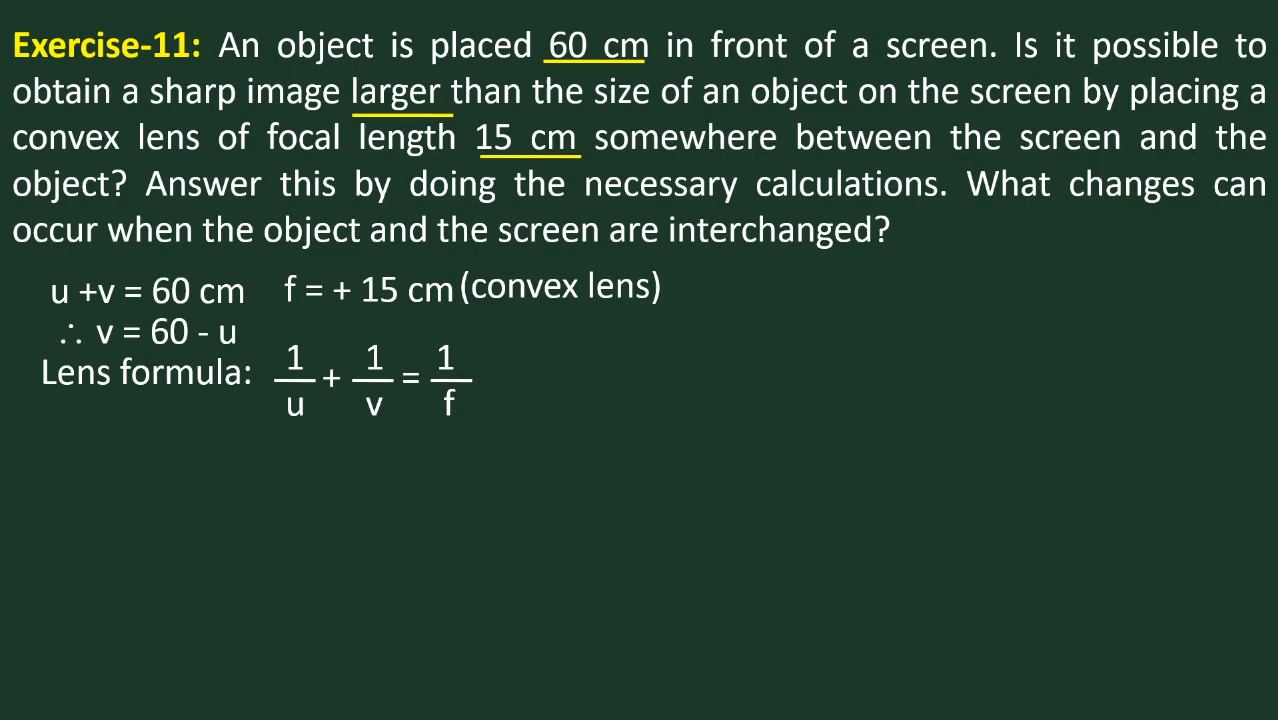 Exercise-11: An object is placed 60 cm in front of a screen. Is it possible to
obtain a sharp image larger than the size of an object on the screen by placing a
convex lens of focal length 15 cm somewhere between the screen and the
object? Answer this by doing the necessary calculations. What changes can
occur when the object and the screen are interchanged?
u +v = 60 cm f = + 15 cm (convex lens)
∴ v = 60 - u
Lens formula: 1/u + 1/v = 1/f